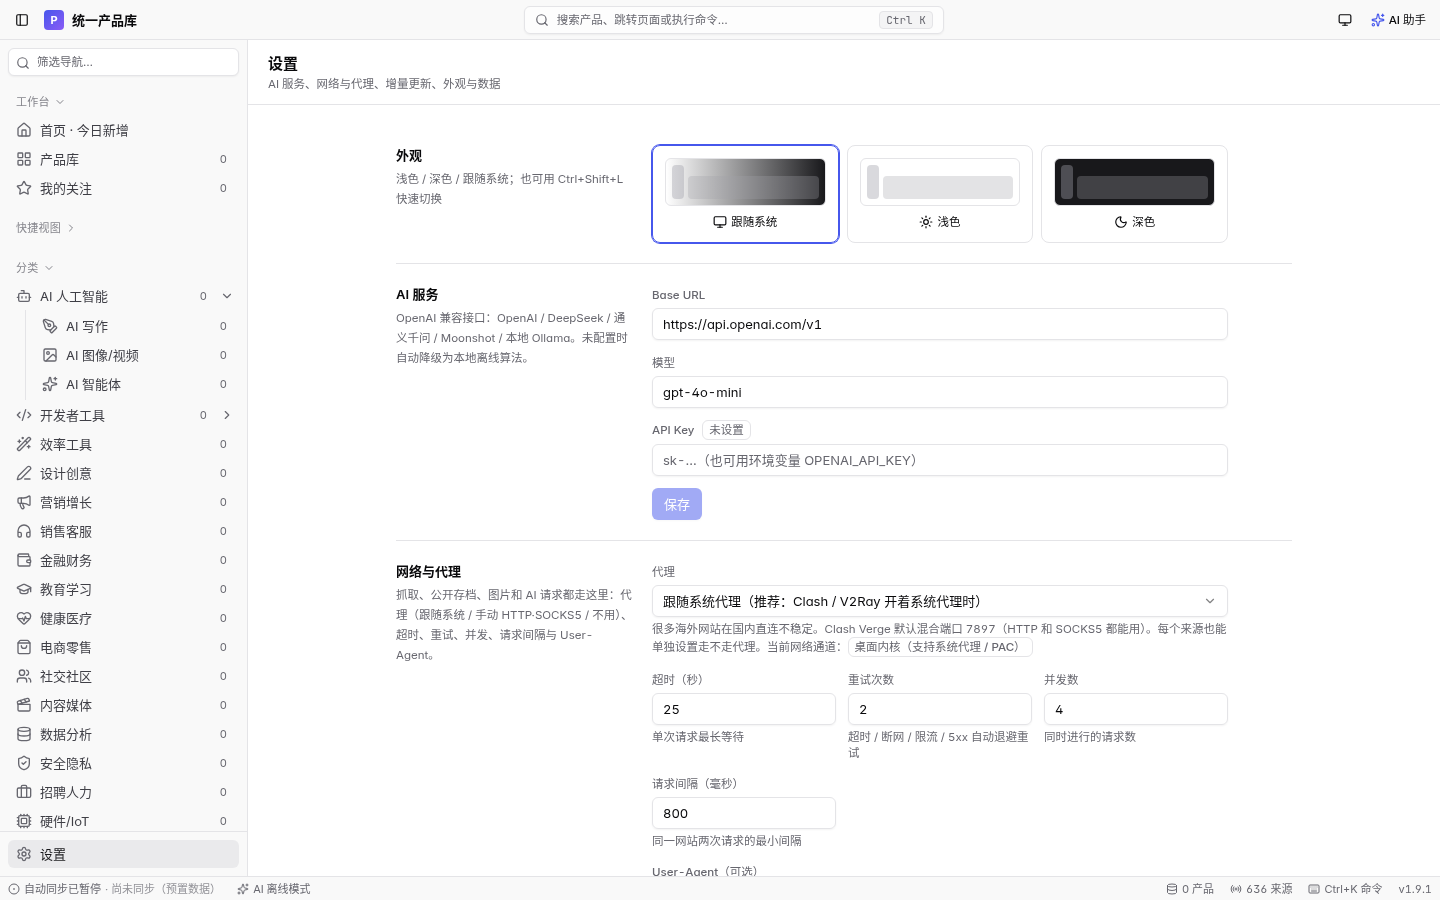 P 统一产品库
搜索产品、跳转页面或执行命令... Ctrl K
AI 助手
筛选导航...
工作台
首页 · 今日新增
产品库 0
我的关注 0
快捷视图
分类
AI 人工智能 0
AI 写作 0
AI 图像/视频 0
AI 智能体 0
开发者工具 0
效率工具 0
设计创意 0
营销增长 0
销售客服 0
金融财务 0
教育学习 0
健康医疗 0
电商零售 0
社交社区 0
内容媒体 0
数据分析 0
安全隐私 0
招聘人力 0
硬件/IoT 0
设置
设置
AI 服务、网络与代理、增量更新、外观与数据
外观
浅色 / 深色 / 跟随系统；也可用 Ctrl+Shift+L
快速切换
跟随系统
浅色
深色
AI 服务
OpenAI 兼容接口：OpenAI / DeepSeek / 通
义千问 / Moonshot / 本地 Ollama。未配置时
自动降级为本地离线算法。
Base URL
https://api.openai.com/v1
模型
gpt-4o-mini
API Key 未设置
sk-...（也可用环境变量 OPENAI_API_KEY）
保存
网络与代理
抓取、公开存档、图片和 AI 请求都走这里：代
理（跟随系统 / 手动 HTTP·SOCKS5 / 不用）、
超时、重试、并发、请求间隔与 User-
Agent。
代理
跟随系统代理（推荐：Clash / V2Ray 开着系统代理时）
很多海外网站在国内直连不稳定。Clash Verge 默认混合端口 7897（HTTP 和 SOCKS5 都能用）。每个来源也能
单独设置走不走代理。当前网络通道： 桌面内核（支持系统代理 / PAC）
超时（秒）
25
单次请求最长等待
重试次数
2
超时 / 断网 / 限流 / 5xx 自动退避重
试
并发数
4
同时进行的请求数
请求间隔（毫秒）
800
同一网站两次请求的最小间隔
User-Agent（可选）
自动同步已暂停 · 尚未同步（预置数据）
AI 离线模式
0 产品
636 来源
Ctrl+K 命令
v1.9.1